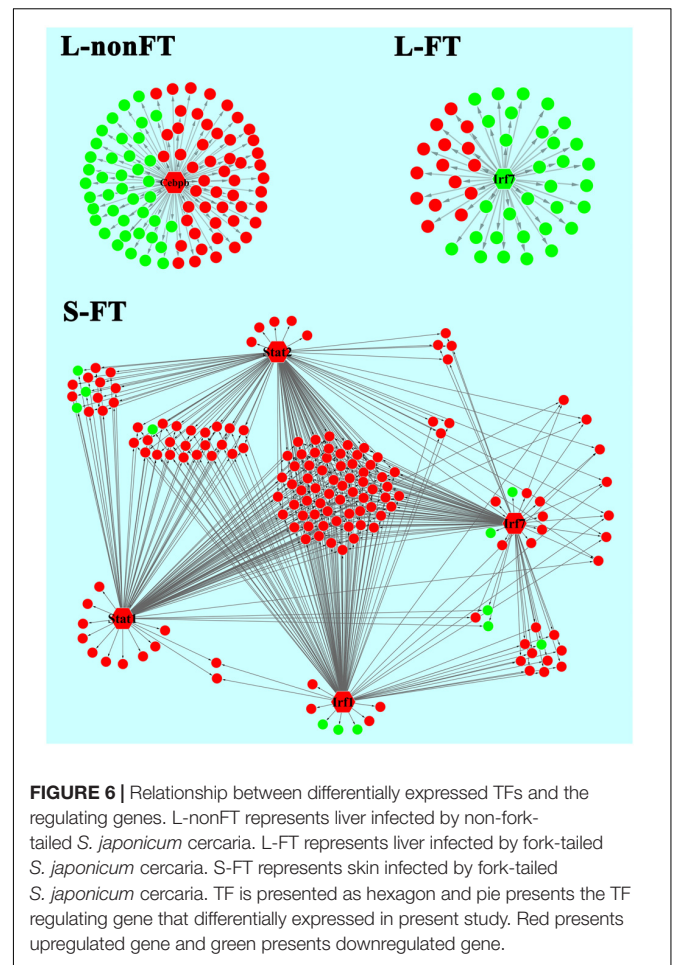 L-nonFT
L-FT
Cebpb
Irf7
S-FT
Stat2
Irf7
Stat1
Irf1
FIGURE 6 | Relationship between differentially expressed TFs and the
regulating genes. L-nonFT represents liver infected by non-fork-
tailed S. japonicum cercaria. L-FT represents liver infected by fork-tailed
S. japonicum cercaria. S-FT represents skin infected by fork-tailed
S. japonicum cercaria. TF is presented as hexagon and pie presents the TF
regulating gene that differentially expressed in present study. Red presents
upregulated gene and green presents downregulated gene.